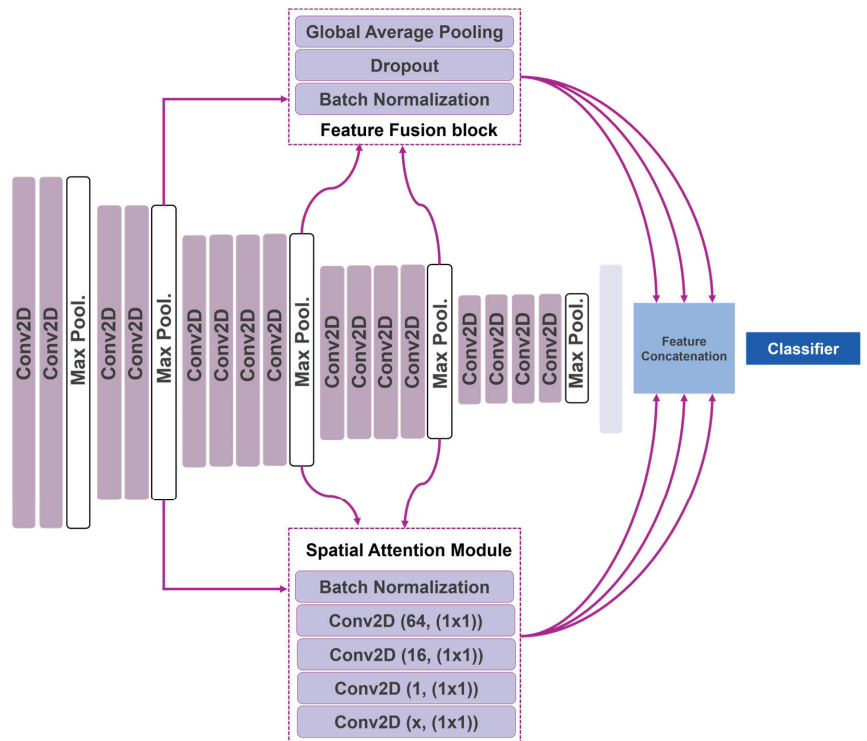 Global Average Pooling
Dropout
Batch Normalization
Feature Fusion block
Conv2D
Conv2D
Max Pool.
Conv2D
Conv2D
Max Pool.
Conv2D
Conv2D
Conv2D
Conv2D
Max Pool.
Conv2D
Conv2D
Conv2D
Conv2D
Max Pool.
Conv2D
Conv2D
Conv2D
Conv2D
Max Pool.
Feature
Concatenation
Classifier
Spatial Attention Module
Batch Normalization
Conv2D (64, (1x1))
Conv2D (16, (1x1))
Conv2D (1, (1x1))
Conv2D (x, (1x1))